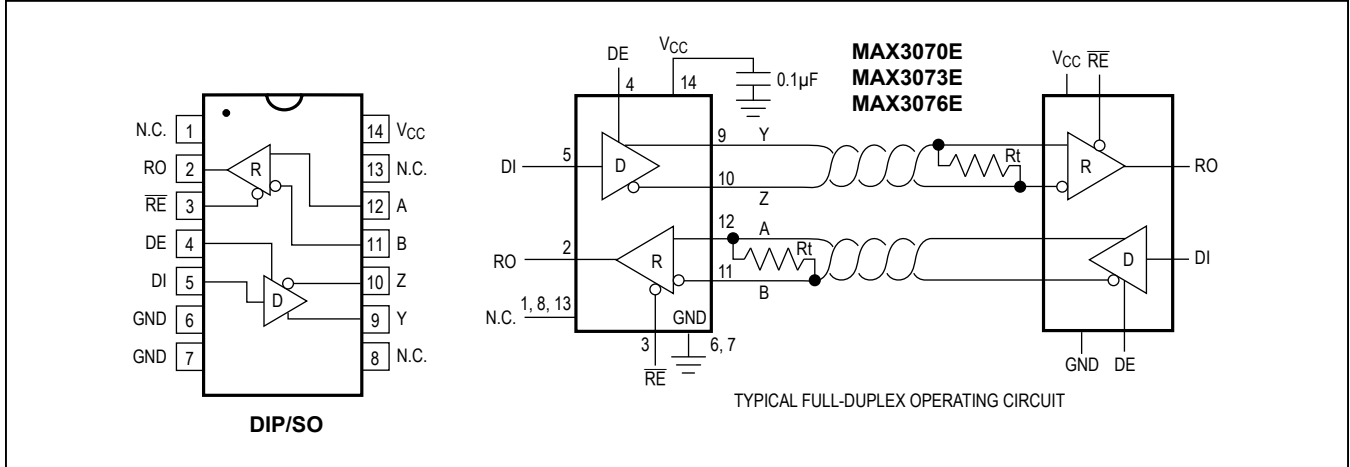 N.C. 1
RO 2
RE 3
DE 4
DI 5
GND 6
GND 7
R
D
14 VCC
13 N.C.
12 A
11 B
10 Z
9 Y
8 N.C.
DIP/SO
DE
4
VCC
14
0.1µF
MAX3070E
MAX3073E
MAX3076E
VCC RE
DI 5
D
9 Y
10
Z
Rt
R
RO
RO 2
R
12 A
11
B
Rt
D
DI
N.C. 1, 8, 13
GND
3
RE
6, 7
GND DE
TYPICAL FULL-DUPLEX OPERATING CIRCUIT